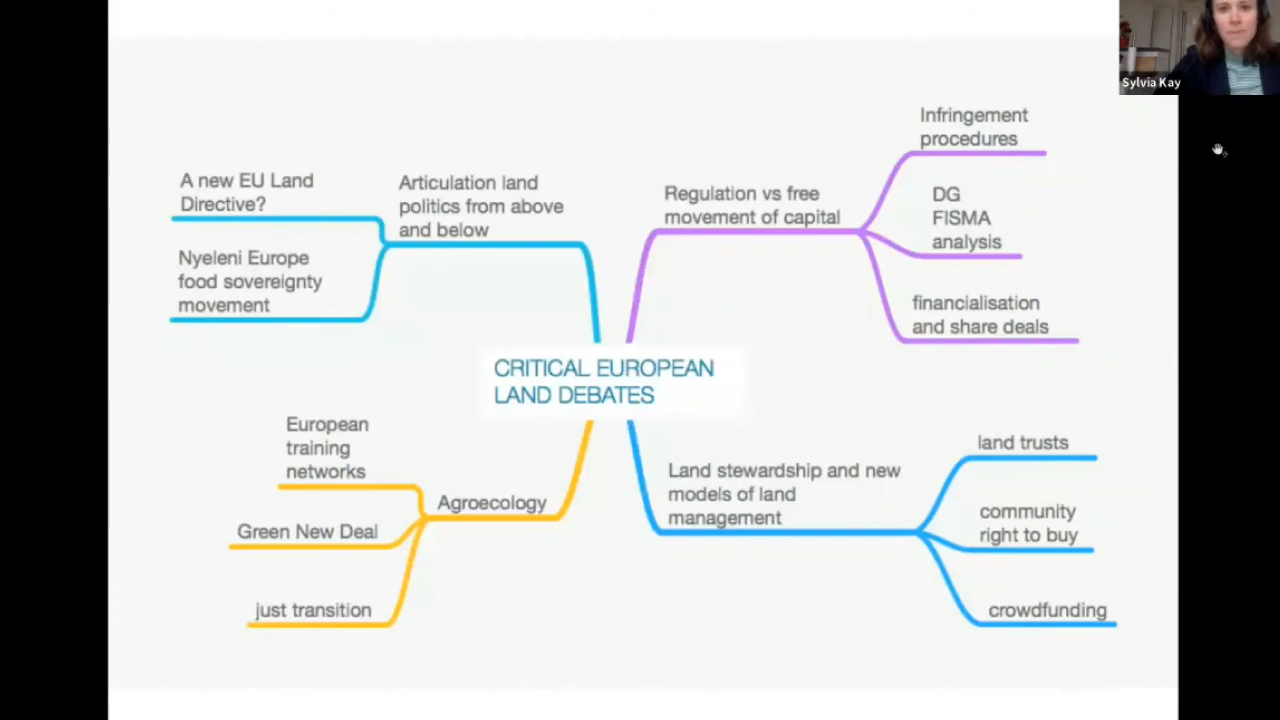 Sylvia Kay
A new EU Land
Directive?
Nyeleni Europe
food sovereignty
movement
Articulation land
politics from above
and below
Regulation vs free
movement of capital
Infringement
procedures
DG
FISMA
analysis
financialisation
and share deals
CRITICAL EUROPEAN
LAND DEBATES
European
training
networks
Green New Deal
just transition
Agroecology
Land stewardship and new
models of land
management
land trusts
community
right to buy
crowdfunding